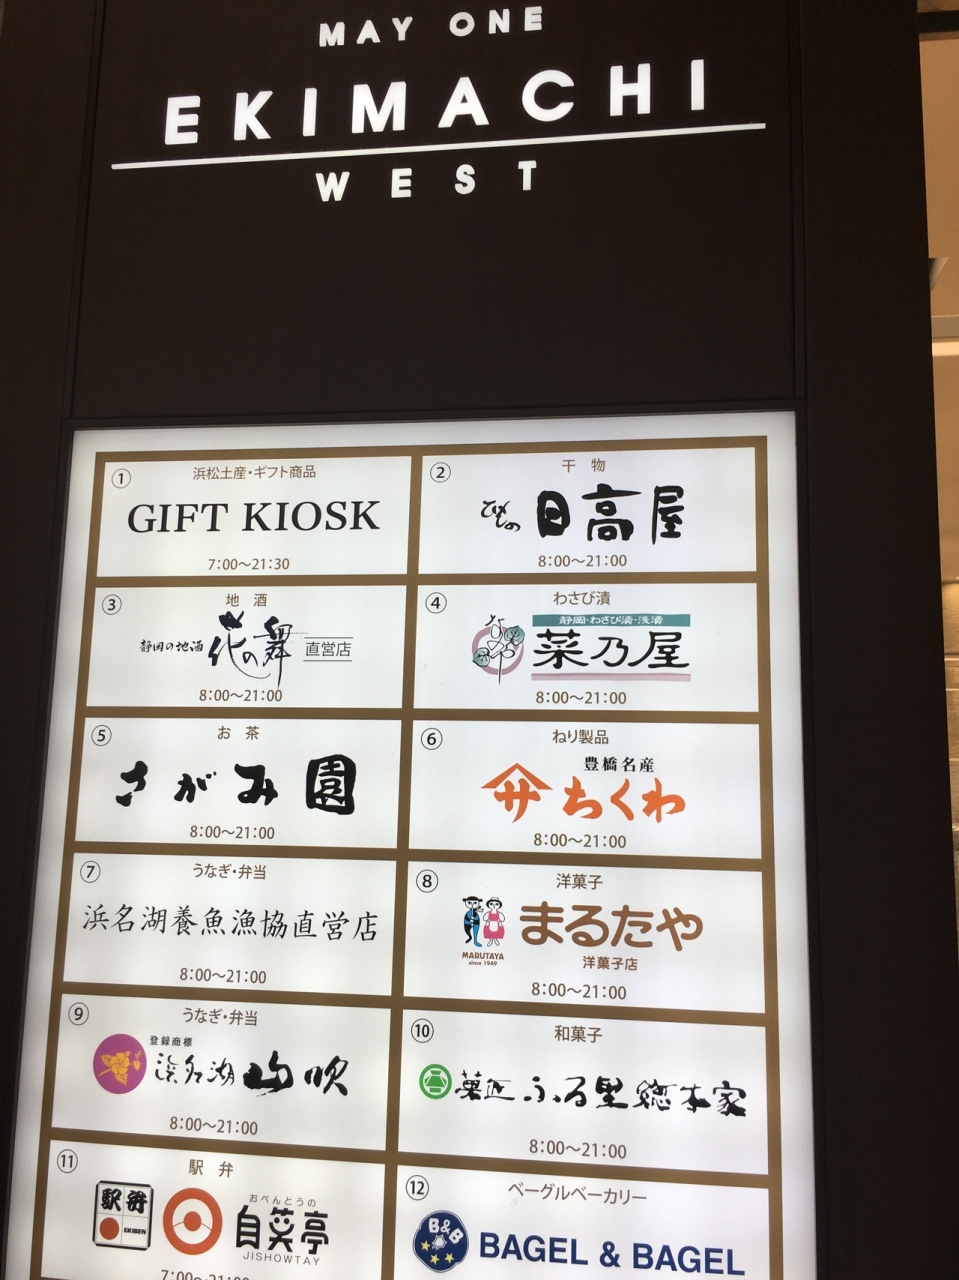 MAY ONE
EKIMACHI
WEST
① 浜松土産・ギフト商品
GIFT KIOSK
7:00～21:30
② 干物
ひもの 日高屋
8:00～21:00
③ 地酒
静岡の地酒 花の舞 直営店
8:00～21:00
④ わさび漬
静岡・わさび漬・浅漬
菜乃屋
8:00～21:00
⑤ お茶
さがみ園
8:00～21:00
⑥ ねり製品
豊橋名産
サ ちくわ
8:00～21:00
⑦ うなぎ・弁当
浜名湖養魚漁協直営店
8:00～21:00
⑧ 洋菓子
まるたや
MARUTAYA
since 1949
洋菓子店
8:00～21:00
⑨ うなぎ・弁当
登録商標
浜名湖 山吹
8:00～21:00
⑩ 和菓子
菓匠 ふる里総本家
8:00～21:00
⑪ 駅弁
駅弁
EKIBEN
おべんとうの
自笑亭
JISHOWTAY
7:00～21:00
⑫ ベーグルベーカリー
B&B
BAGEL & BAGEL